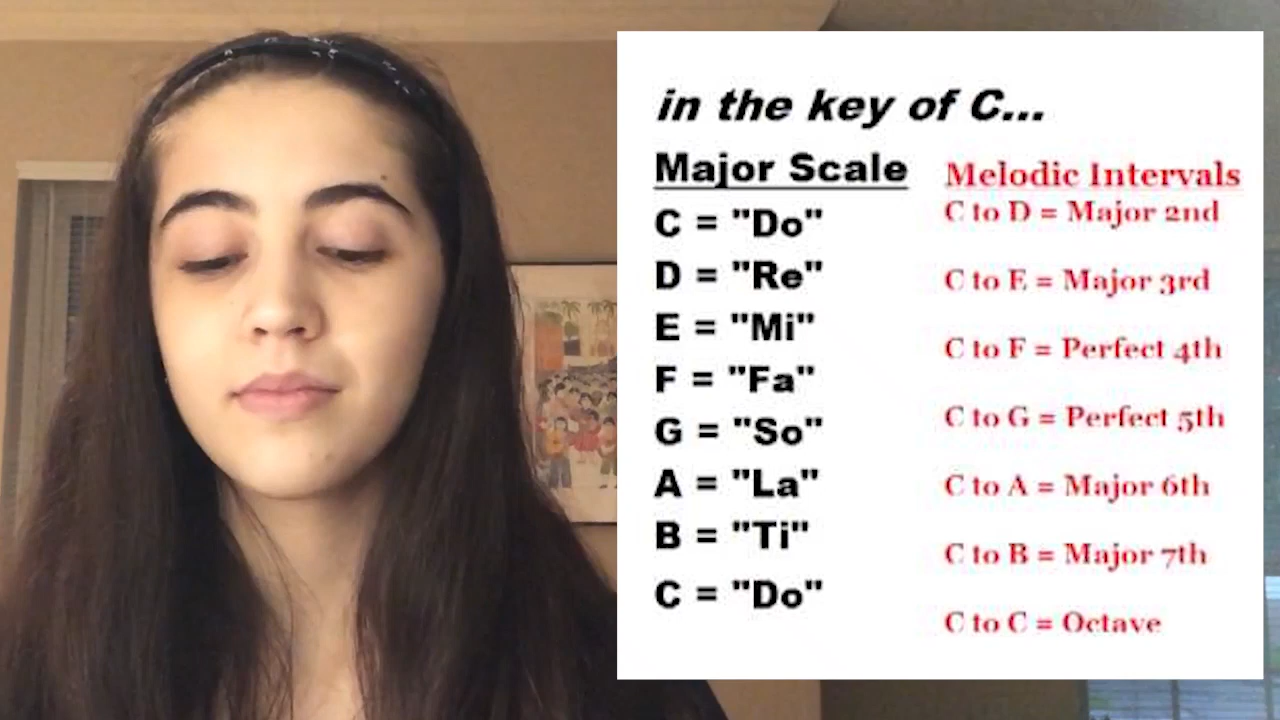 in the key of C...
Major Scale
C = "Do"
D = "Re"
E = "Mi"
F = "Fa"
G = "So"
A = "La"
B = "Ti"
C = "Do"
Melodic Intervals
C to D = Major 2nd
C to E = Major 3rd
C to F = Perfect 4th
C to G = Perfect 5th
C to A = Major 6th
C to B = Major 7th
C to C = Octave